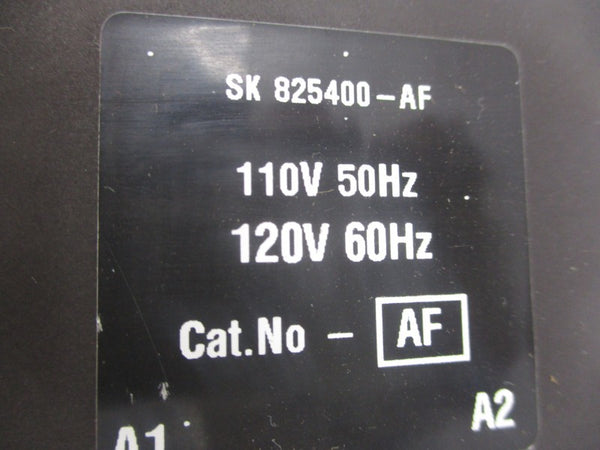 SK 825400-AF
110V 50Hz
120V 60Hz
Cat.No - AF
A1
A2